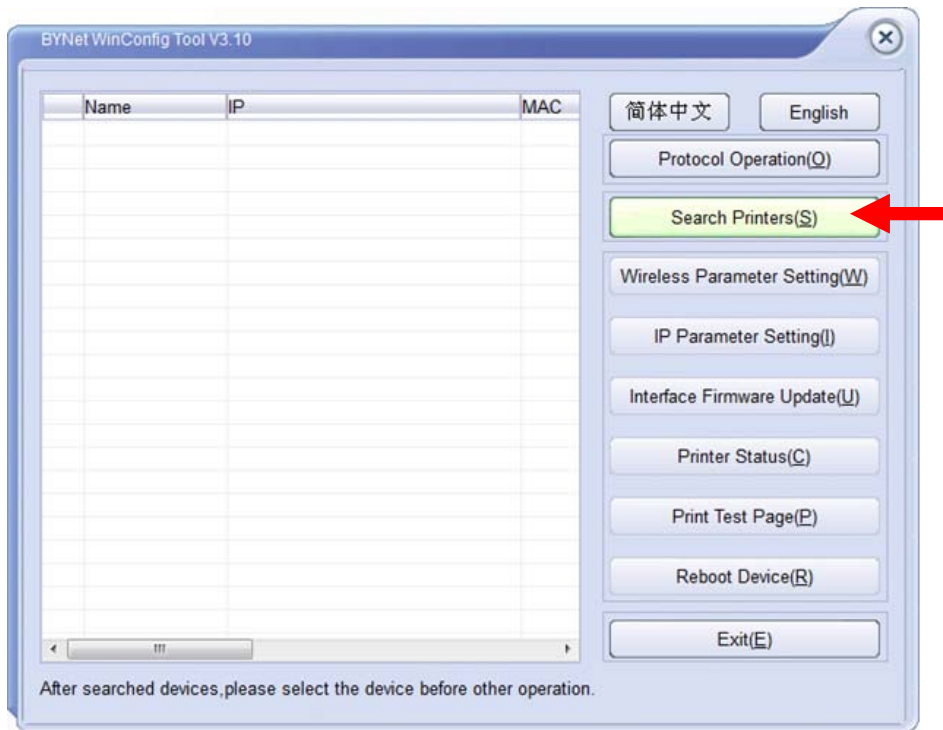 BYNet WinConfig Tool V3.10
Name IP MAC
简体中文 English
Protocol Operation(O)
Search Printers(S)
Wireless Parameter Setting(W)
IP Parameter Setting(I)
Interface Firmware Update(U)
Printer Status(C)
Print Test Page(P)
Reboot Device(R)
Exit(E)
After searched devices,please select the device before other operation.